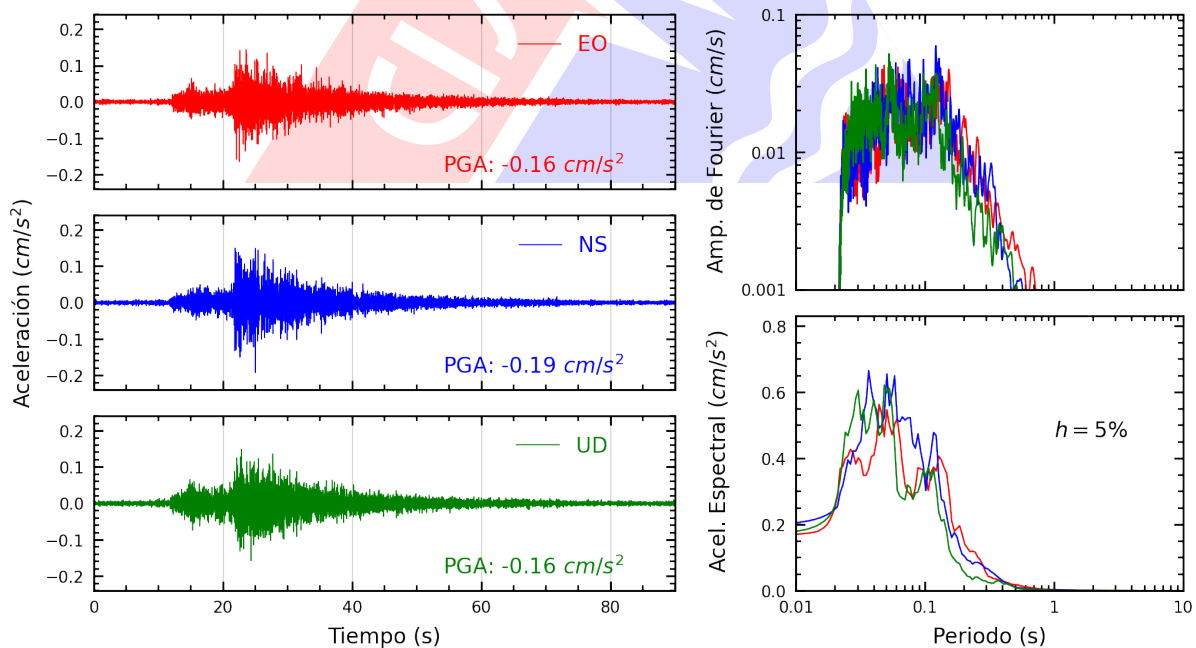 Aceleración (cm/s²)
0.2
0.1
0.0
−0.1
−0.2
EO
PGA: -0.16 cm/s²
0.2
0.1
0.0
−0.1
−0.2
NS
PGA: -0.19 cm/s²
0.2
0.1
0.0
−0.1
−0.2
UD
PGA: -0.16 cm/s²
0 20 40 60 80
Tiempo (s)
Amp. de Fourier (cm/s)
0.1
0.01
0.001
Acel. Espectral (cm/s²)
0.8
0.6
0.4
0.2
0.0
h = 5%
0.01 0.1 1 10
Periodo (s)